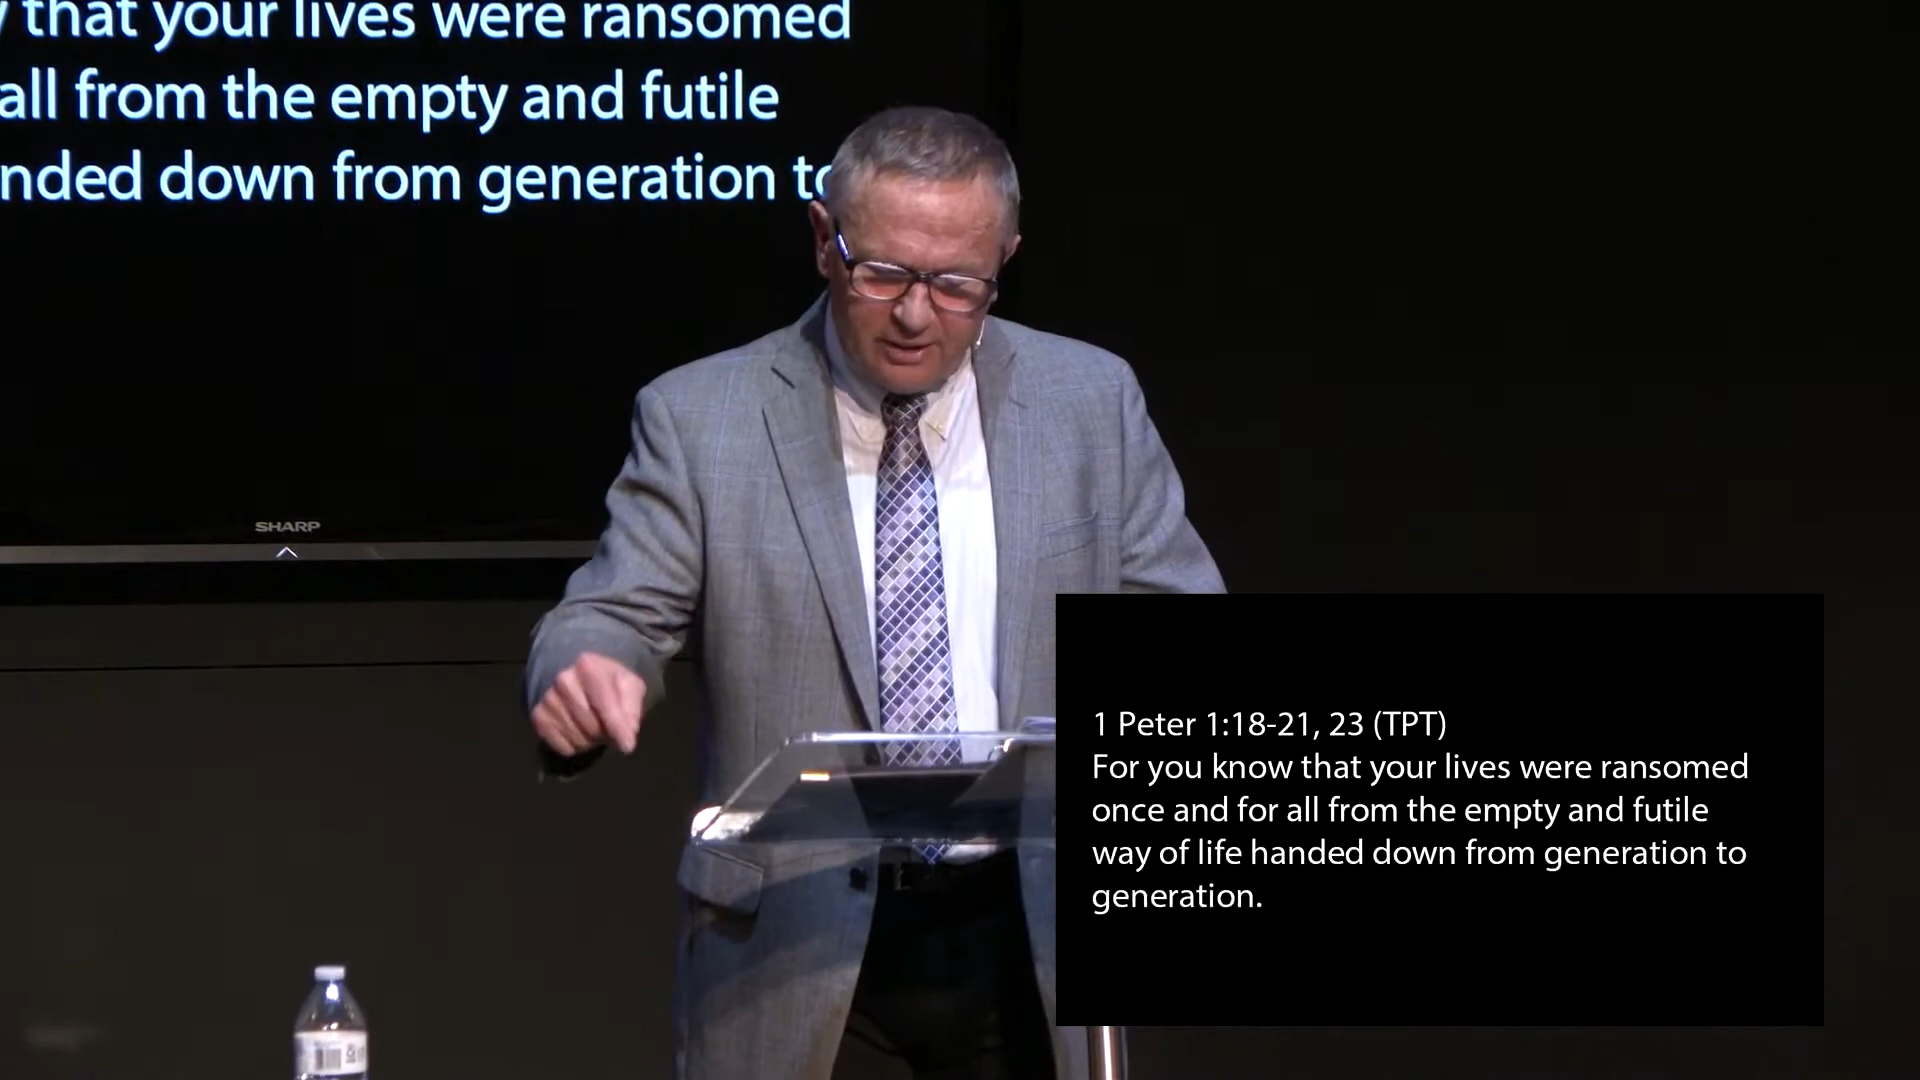 that your lives were ransomed
all from the empty and futile
nded down from generation to
SHARP
1 Peter 1:18-21, 23 (TPT)
For you know that your lives were ransomed
once and for all from the empty and futile
way of life handed down from generation to
generation.